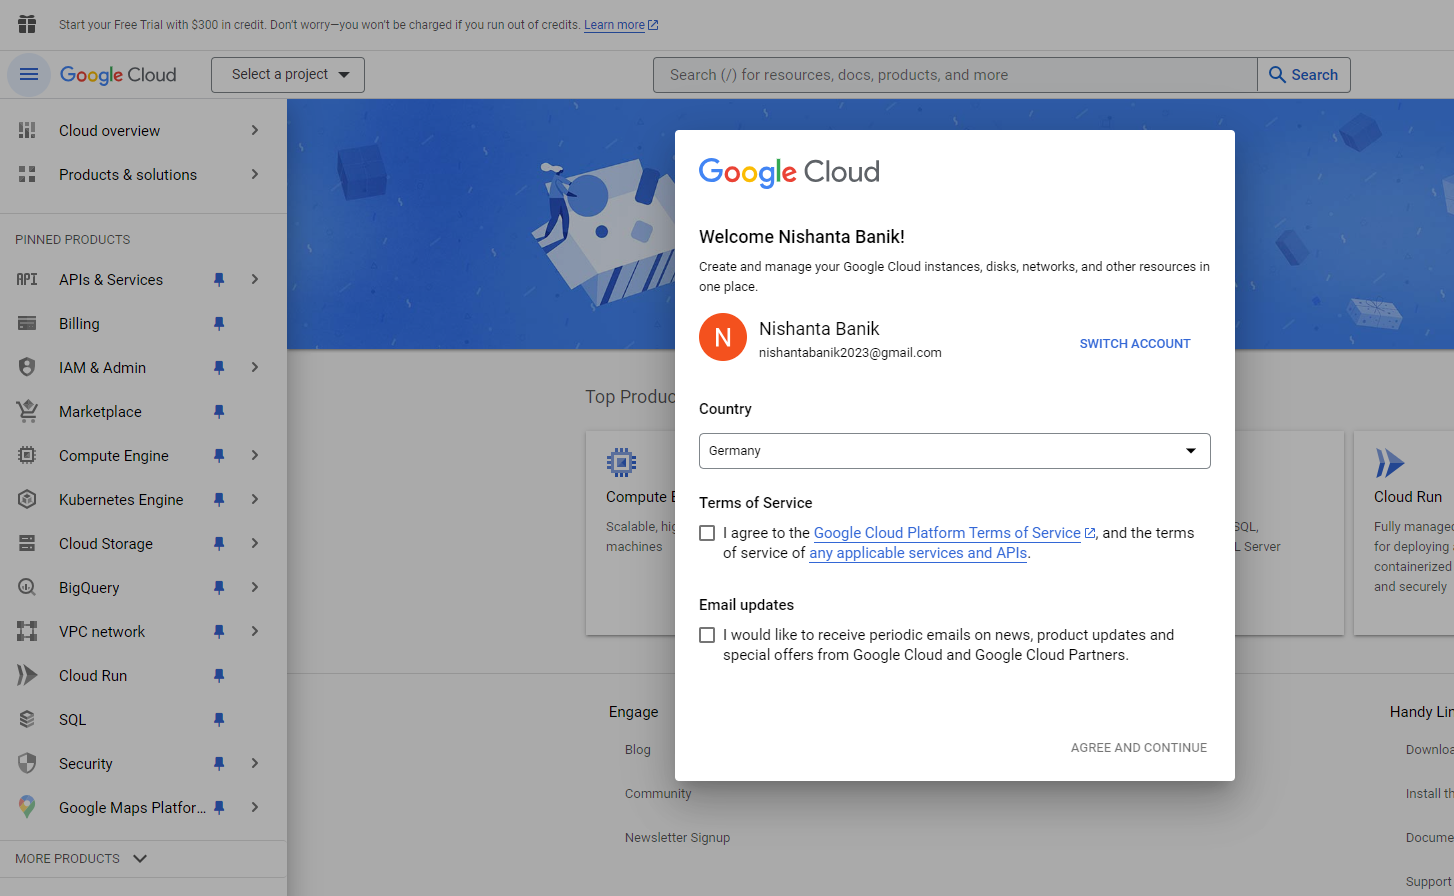 Start your Free Trial with $300 in credit. Don't worry—you won't be charged if you run out of credits. Learn more
Google Cloud
Select a project
Search (/) for resources, docs, products, and more
Search
Cloud overview
Products & solutions
PINNED PRODUCTS
API APIs & Services
Billing
IAM & Admin
Marketplace
Compute Engine
Kubernetes Engine
Cloud Storage
BigQuery
VPC network
Cloud Run
SQL
Security
Google Maps Platfor...
MORE PRODUCTS
Google Cloud
Welcome Nishanta Banik!
Create and manage your Google Cloud instances, disks, networks, and other resources in
one place.
N
Nishanta Banik
nishantabanik2023@gmail.com
SWITCH ACCOUNT
Country
Germany
Terms of Service
I agree to the Google Cloud Platform Terms of Service, and the terms
of service of any applicable services and APIs.
Email updates
I would like to receive periodic emails on news, product updates and
special offers from Google Cloud and Google Cloud Partners.
AGREE AND CONTINUE
Top Produc
Compute E
Scalable, hig
machines
SQL,
L Server
Cloud Run
Fully manage
for deploying
containerized
and securely
Engage
Blog
Community
Newsletter Signup
Handy Lin
Downloa
Install th
Docume
Support